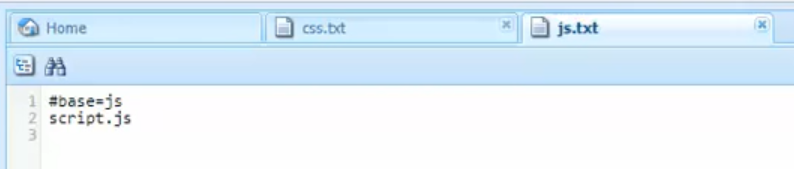 Home
css.txt
js.txt
1 #base=js
2 script.js
3